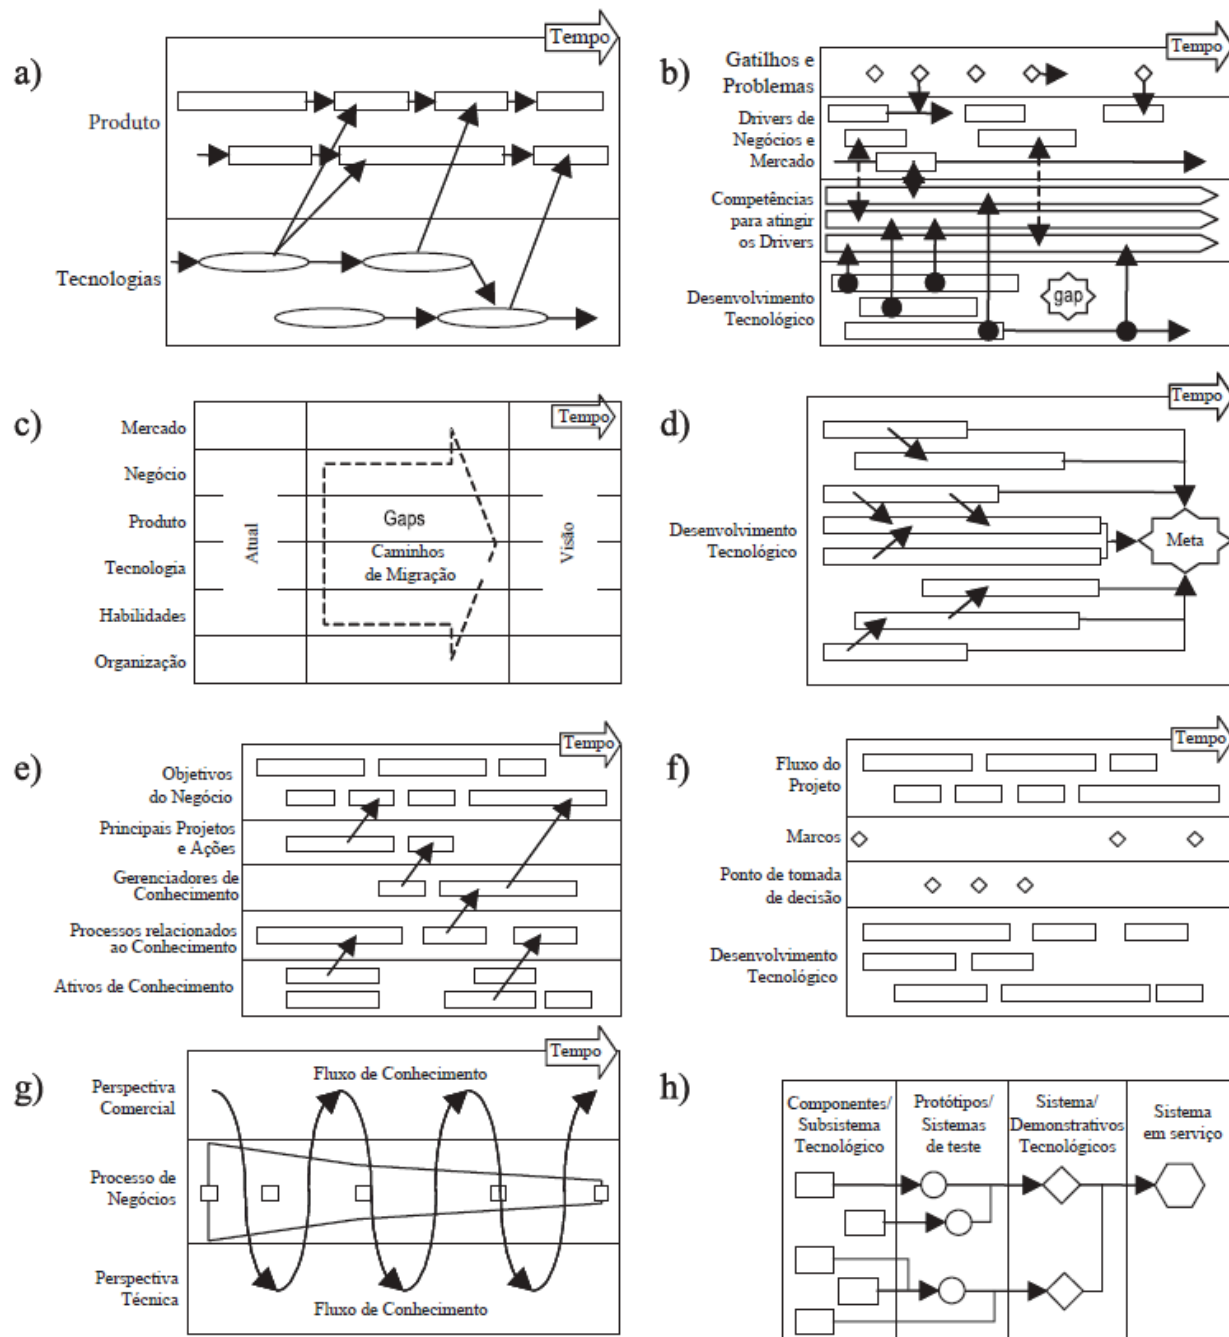 a)
Tempo
Produto
Tecnologias
b)
Tempo
Gatilhos e
Problemas
Drivers de
Negócios e
Mercado
Competências
para atingir
os Drivers
Desenvolvimento
Tecnológico
gap
c)
Tempo
Mercado
Negócio
Produto
Tecnologia
Habilidades
Organização
Atual
Gaps
Caminhos
de Migração
Visão
d)
Tempo
Desenvolvimento
Tecnológico
Meta
e)
Tempo
Objetivos
do Negócio
Principais Projetos
e Ações
Gerenciadores de
Conhecimento
Processos relacionados
ao Conhecimento
Ativos de Conhecimento
f)
Tempo
Fluxo do
Projeto
Marcos
Ponto de tomada
de decisão
Desenvolvimento
Tecnológico
g)
Tempo
Perspectiva
Comercial
Fluxo de Conhecimento
Processo de
Negócios
Perspectiva
Técnica
Fluxo de Conhecimento
h)
Componentes/
Subsistema
Tecnológico
Protótipos/
Sistemas
de teste
Sistema/
Demonstrativos
Tecnológicos
Sistema
em serviço